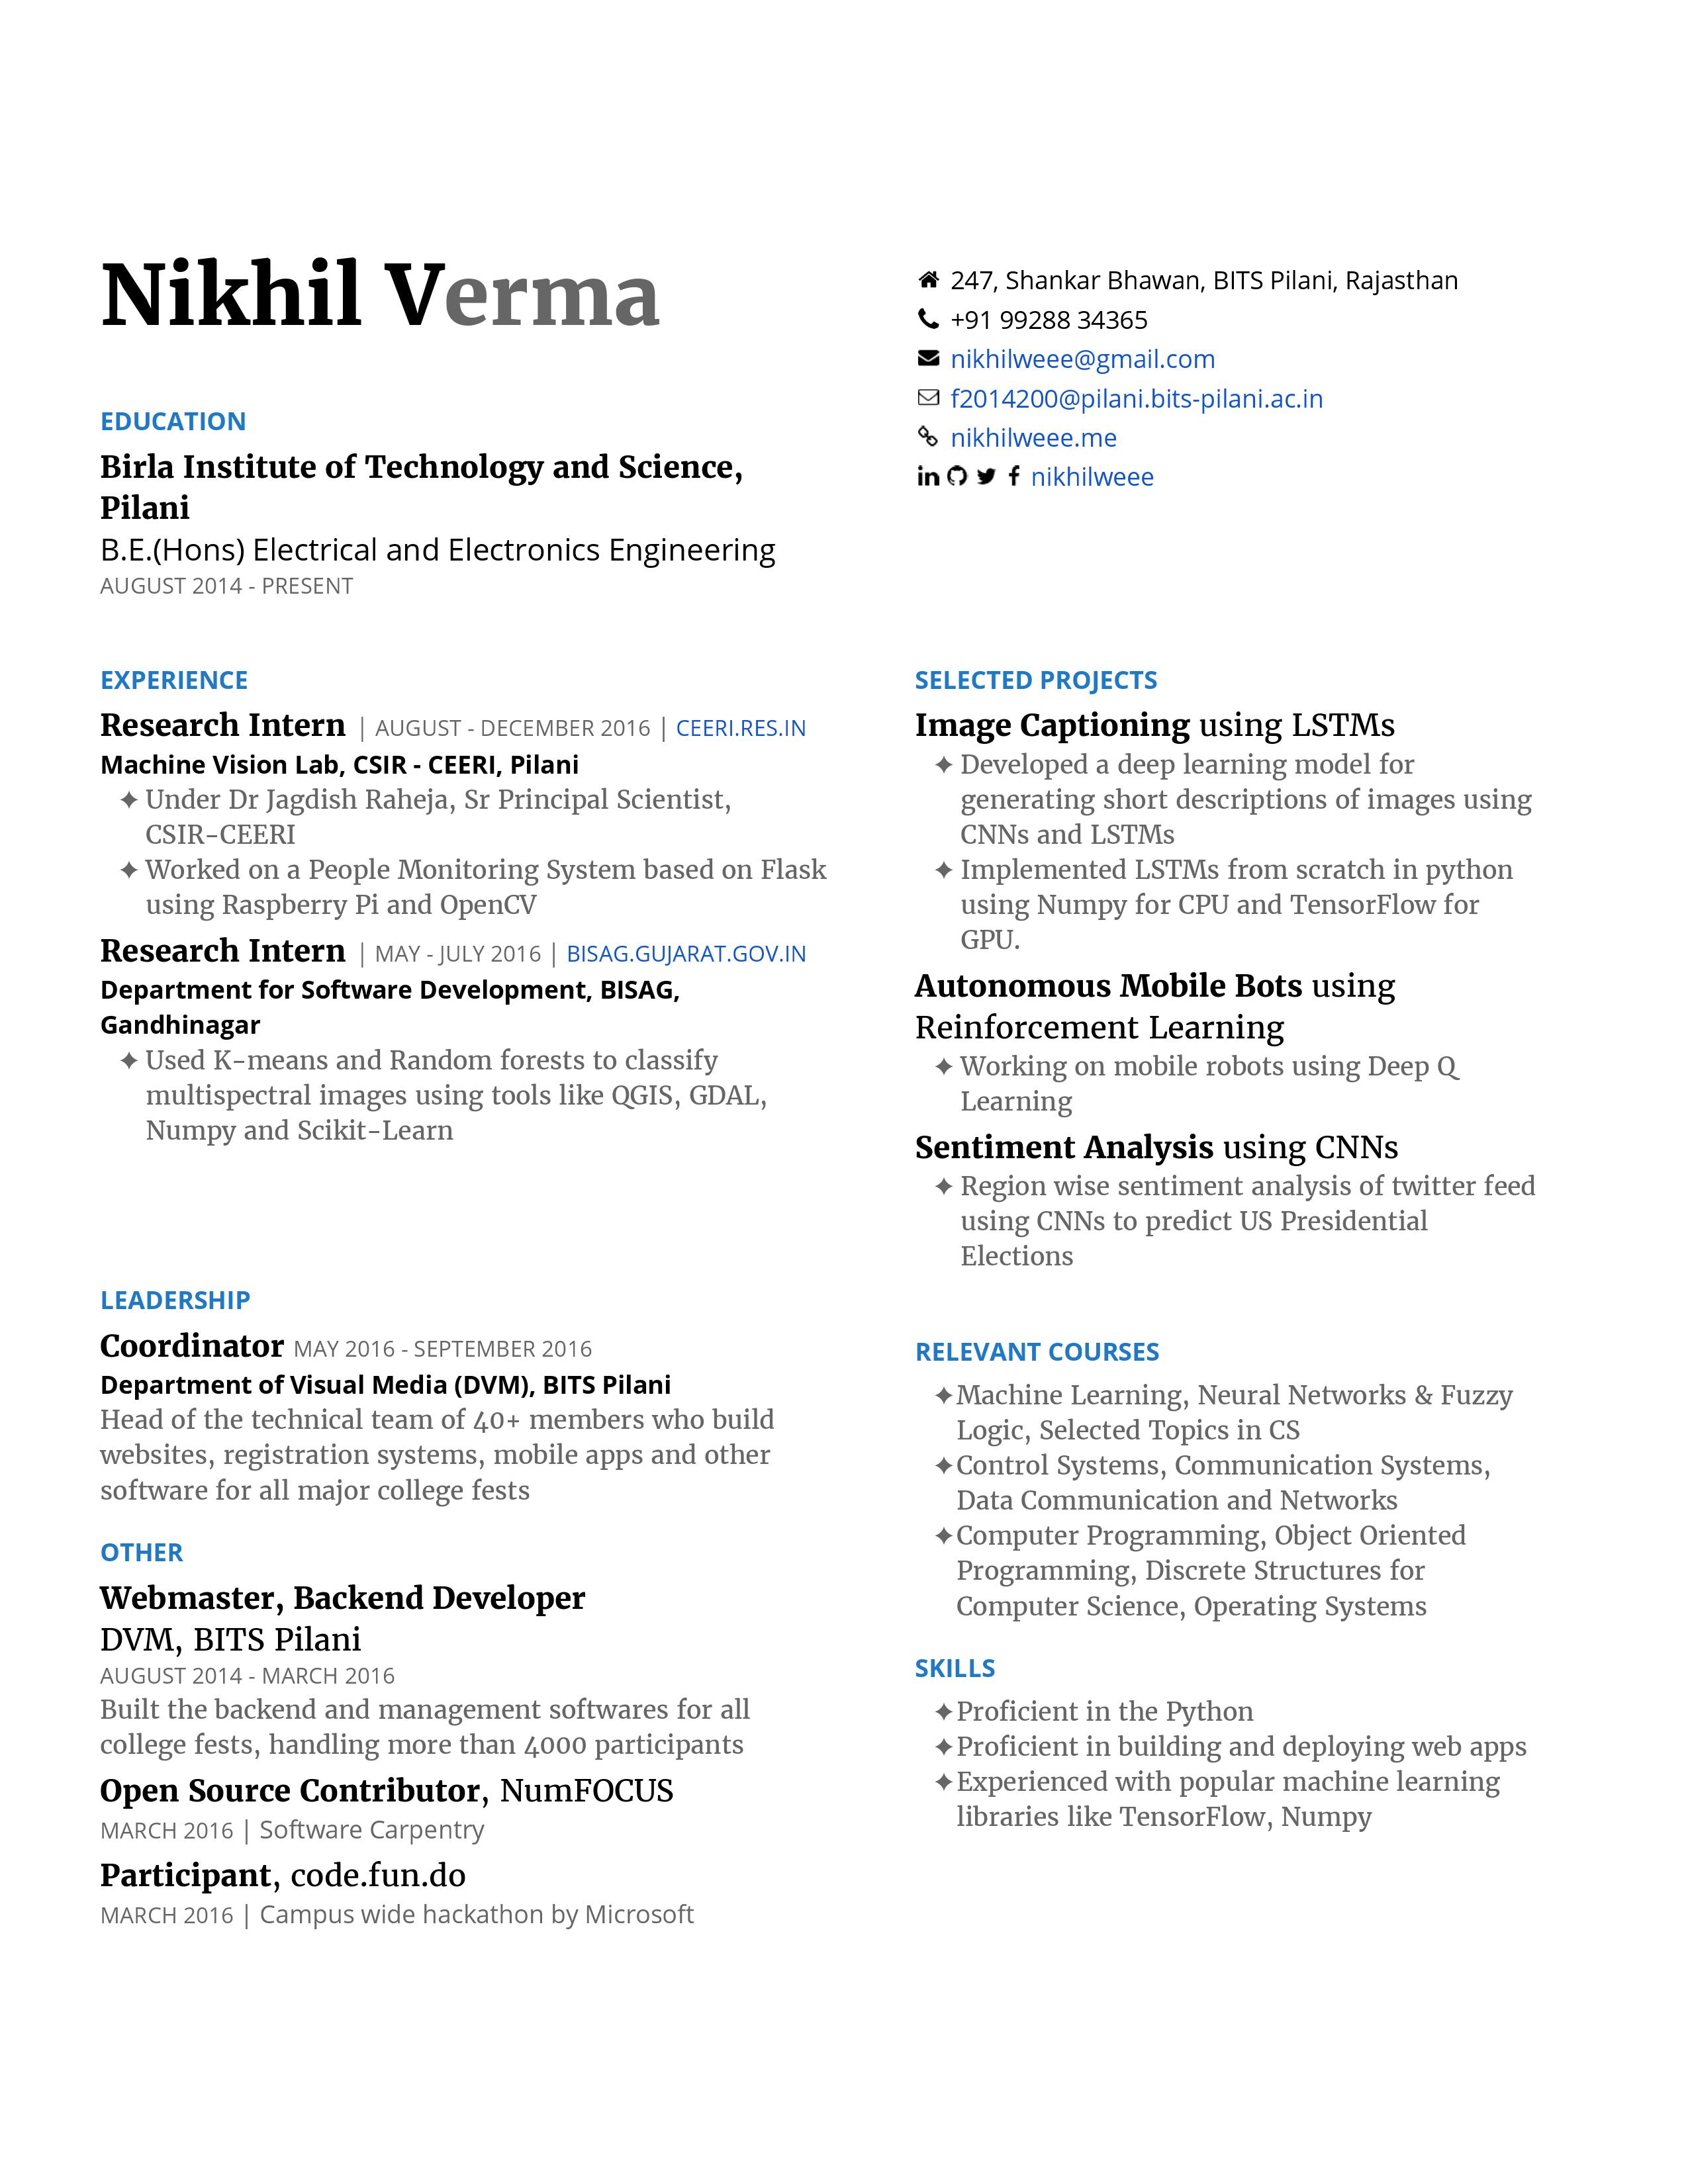 Nikhil Verma
247, Shankar Bhawan, BITS Pilani, Rajasthan
+91 99288 34365
nikhilweee@gmail.com
f2014200@pilani.bits-pilani.ac.in
nikhilweee.me
nikhilweee
EDUCATION
Birla Institute of Technology and Science,
Pilani
B.E.(Hons) Electrical and Electronics Engineering
AUGUST 2014 - PRESENT
EXPERIENCE
Research Intern | AUGUST - DECEMBER 2016 | CEERI.RES.IN
Machine Vision Lab, CSIR - CEERI, Pilani
✦ Under Dr Jagdish Raheja, Sr Principal Scientist,
CSIR-CEERI
✦ Worked on a People Monitoring System based on Flask
using Raspberry Pi and OpenCV
Research Intern | MAY - JULY 2016 | BISAG.GUJARAT.GOV.IN
Department for Software Development, BISAG,
Gandhinagar
✦ Used K-means and Random forests to classify
multispectral images using tools like QGIS, GDAL,
Numpy and Scikit-Learn
LEADERSHIP
Coordinator MAY 2016 - SEPTEMBER 2016
Department of Visual Media (DVM), BITS Pilani
Head of the technical team of 40+ members who build
websites, registration systems, mobile apps and other
software for all major college fests
OTHER
Webmaster, Backend Developer
DVM, BITS Pilani
AUGUST 2014 - MARCH 2016
Built the backend and management softwares for all
college fests, handling more than 4000 participants
Open Source Contributor, NumFOCUS
MARCH 2016 | Software Carpentry
Participant, code.fun.do
MARCH 2016 | Campus wide hackathon by Microsoft
SELECTED PROJECTS
Image Captioning using LSTMs
✦ Developed a deep learning model for
generating short descriptions of images using
CNNs and LSTMs
✦ Implemented LSTMs from scratch in python
using Numpy for CPU and TensorFlow for
GPU.
Autonomous Mobile Bots using
Reinforcement Learning
✦ Working on mobile robots using Deep Q
Learning
Sentiment Analysis using CNNs
✦ Region wise sentiment analysis of twitter feed
using CNNs to predict US Presidential
Elections
RELEVANT COURSES
✦Machine Learning, Neural Networks & Fuzzy
Logic, Selected Topics in CS
✦Control Systems, Communication Systems,
Data Communication and Networks
✦Computer Programming, Object Oriented
Programming, Discrete Structures for
Computer Science, Operating Systems
SKILLS
✦Proficient in the Python
✦Proficient in building and deploying web apps
✦Experienced with popular machine learning
libraries like TensorFlow, Numpy